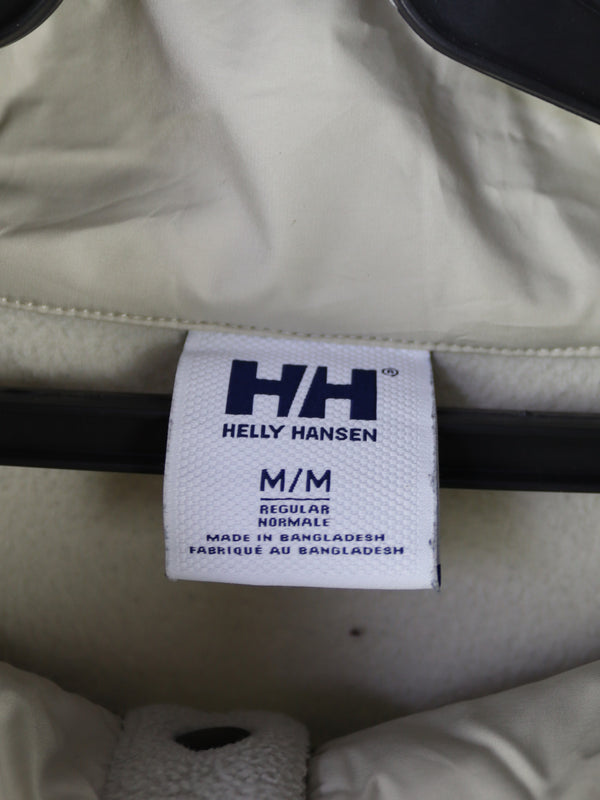 HH®
HELLY HANSEN
M/M
REGULAR
NORMALE
MADE IN BANGLADESH
FABRIQUÉ AU BANGLADESH